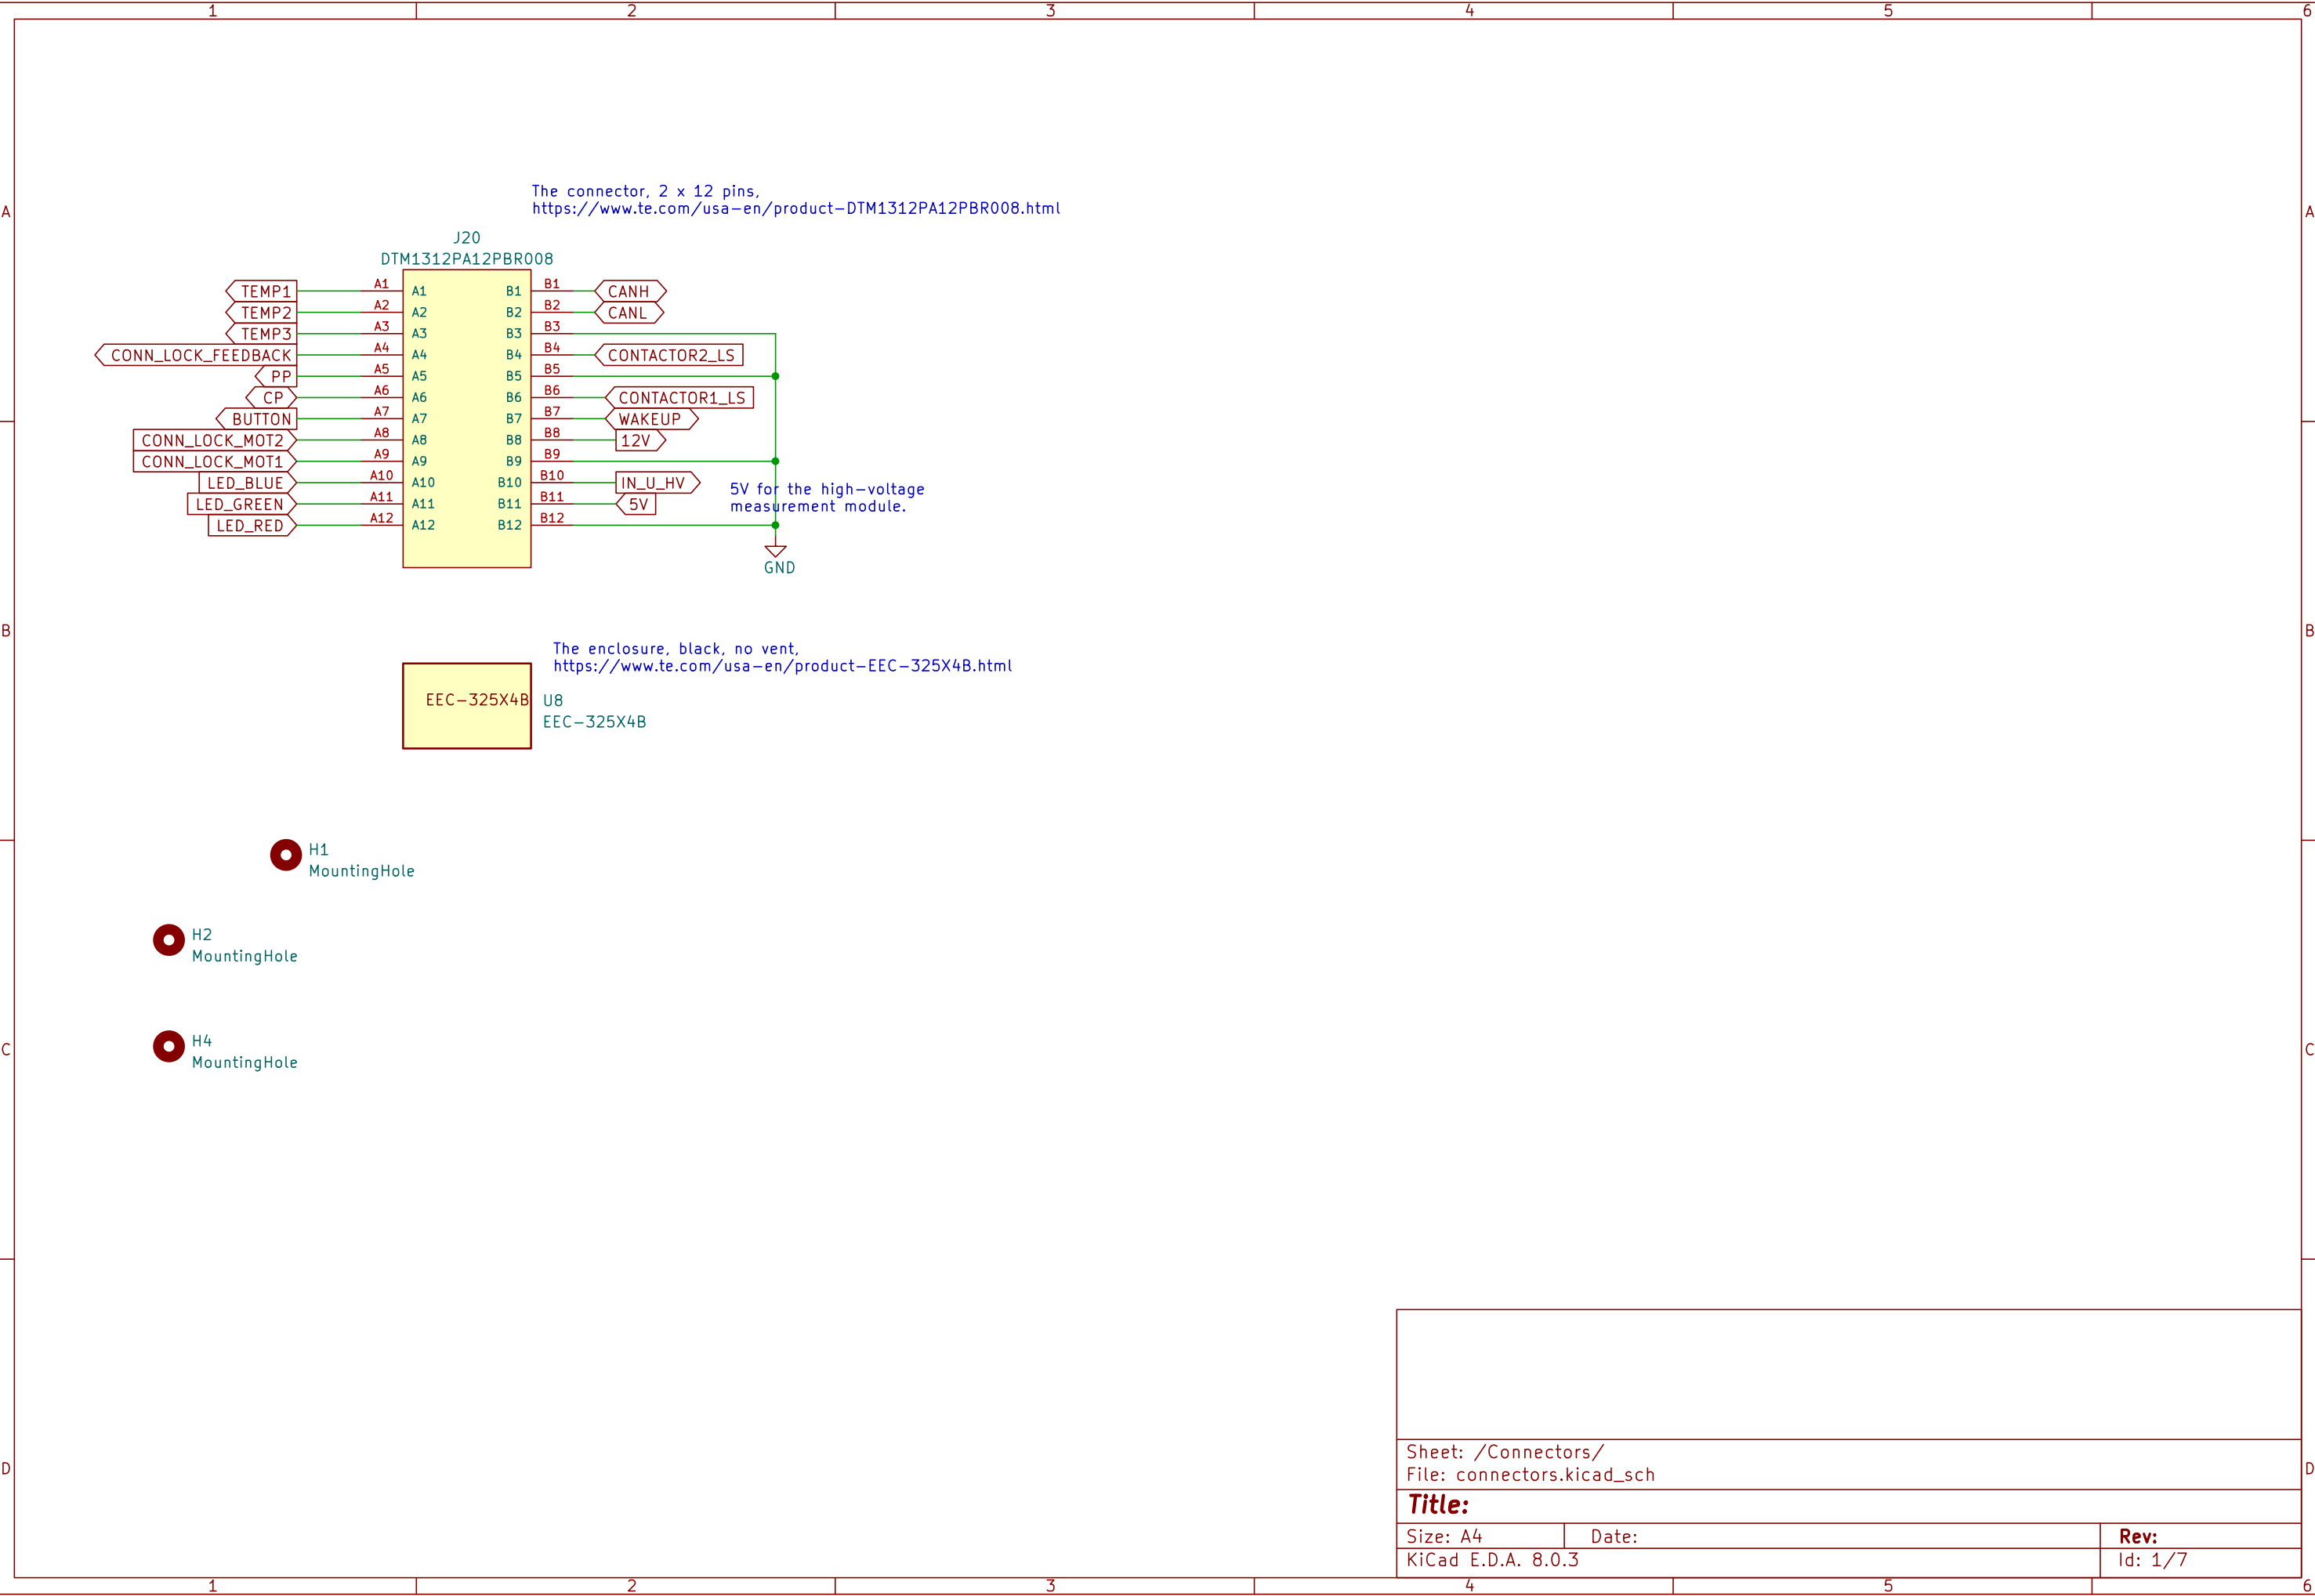 1 2 3 4 5 6
A A
The connector, 2 x 12 pins,
https://www.te.com/usa-en/product-DTM1312PA12PBR008.html
J20
DTM1312PA12PBR008
TEMP1 A1 A1 B1 B1 CANH
TEMP2 A2 A2 B2 B2 CANL
TEMP3 A3 A3 B3 B3
CONN_LOCK_FEEDBACK A4 A4 B4 B4 CONTACTOR2_LS
PP A5 A5 B5 B5
CP A6 A6 B6 B6 CONTACTOR1_LS
BUTTON A7 A7 B7 B7 WAKEUP
CONN_LOCK_MOT2 A8 A8 B8 B8 12V
CONN_LOCK_MOT1 A9 A9 B9 B9
LED_BLUE A10 A10 B10 B10 IN_U_HV
LED_GREEN A11 A11 B11 B11 5V
LED_RED A12 A12 B12 B12
5V for the high-voltage
measurement module.
GND
B B
The enclosure, black, no vent,
https://www.te.com/usa-en/product-EEC-325X4B.html
EEC-325X4B
U8
EEC-325X4B
H1
MountingHole
H2
MountingHole
H4
MountingHole
C C
Sheet: /Connectors/
File: connectors.kicad_sch
D D
Title:
Size: A4 Date: Rev:
KiCad E.D.A. 8.0.3 Id: 1/7
1 2 3 4 5 6